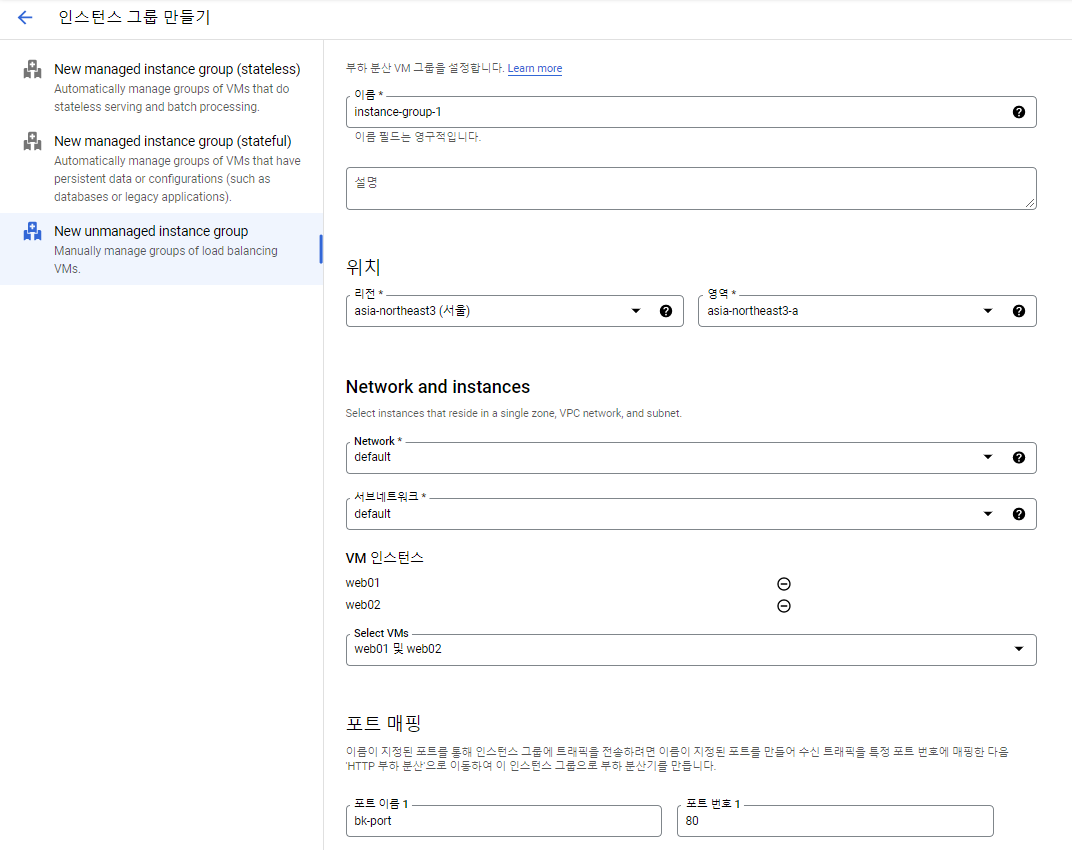 인스턴스 그룹 만들기
New managed instance group (stateless)
Automatically manage groups of VMs that do
stateless serving and batch processing.
New managed instance group (stateful)
Automatically manage groups of VMs that have
persistent data or configurations (such as
databases or legacy applications).
New unmanaged instance group
Manually manage groups of load balancing
VMs.
부하 분산 VM 그룹을 설정합니다. Learn more
이름 *
instance-group-1
이름 필드는 영구적입니다.
설명
위치
리전 *
asia-northeast3 (서울)
영역 *
asia-northeast3-a
Network and instances
Select instances that reside in a single zone, VPC network, and subnet.
Network *
default
서브네트워크 *
default
VM 인스턴스
web01
web02
Select VMs
web01 및 web02
포트 매핑
이름이 지정된 포트를 통해 인스턴스 그룹에 트래픽을 전송하려면 이름이 지정된 포트를 만들어 수신 트래픽을 특정 포트 번호에 매핑한 다음
'HTTP 부하 분산'으로 이동하여 이 인스턴스 그룹으로 부하 분산기를 만듭니다.
포트 이름 1
bk-port
포트 번호 1
80